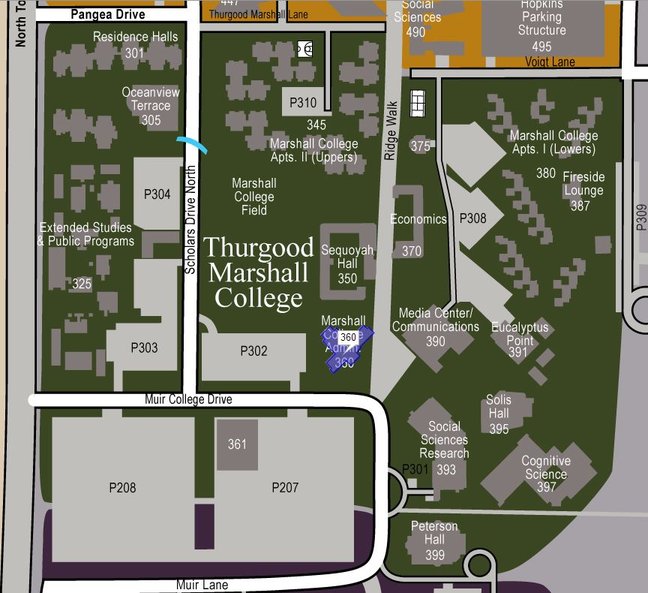 447
Thurgood Marshall Lane
Pangea Drive
North To
Social
Sciences
490
Hopkins
Parking
Structure
495
Voigt Lane
Residence Halls
301
Oceanview
Terrace
305
P310
345
Marshall College
Apts. II (Uppers)
Ridge Walk
375
Marshall College
Apts. I (Lowers)
380
Fireside
Lounge
387
P304
Scholars Drive North
Marshall
College
Field
Economics
370
P308
P309
Extended Studies
& Public Programs
325
Thurgood
Marshall
College
Sequoyah
Hall
350
P303
P302
Marshall
360
Media Center/
Communications
390
Eucalyptus
Point
391
Muir College Drive
Solis
Hall
395
361
Social
Sciences
Research
393
P301
Cognitive
Science
397
P208
P207
Peterson
Hall
399
Muir Lane